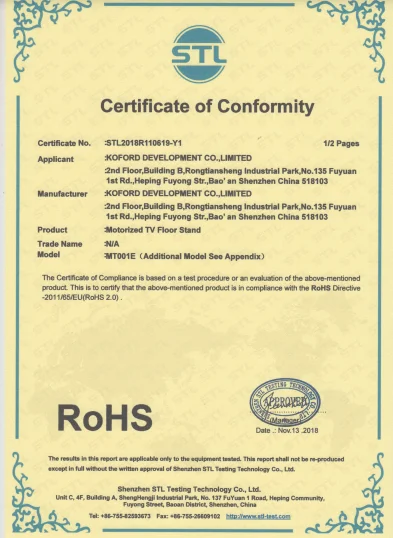 STL
Certificate of Conformity
Certificate No. :STL2018R110619-Y1 1/2 Pages
Applicant :KOFORD DEVELOPMENT CO.,LIMITED
:2nd Floor,Building B,Rongtiansheng Industrial Park,No.135 Fuyuan
1st Rd.,Heping Fuyong Str.,Bao' an Shenzhen China 518103
Manufacturer :KOFORD DEVELOPMENT CO.,LIMITED
:2nd Floor,Building B,Rongtiansheng Industrial Park,No.135 Fuyuan
1st Rd.,Heping Fuyong Str.,Bao' an Shenzhen China 518103
Product :Motorized TV Floor Stand
Trade Name :N/A
Model :MT001E（Additional Model See Appendix）
The Certificate of Compliance is based on a test procedure or an evaluation of the above-mentioned
product. This is to certify that the above-mentioned product is in compliance with the RoHS Directive
-2011/65/EU(RoHS 2.0) .
RoHS
APPROVED
Manager
Date .: Nov.13 .2018
The results in this report are applicable only to the equipment tested. This report shall not be re-produced
except in full without the written approval of Shenzhen STL Testing Technology Co., Ltd.
Shenzhen STL Testing Technology Co., Ltd.
Unit C, 4F, Building A, ShengHengji Industrial Park, No. 137 FuYuan 1 Road, Heping Community,
Fuyong Street, Baoan District, Shenzhen, China
Tel: +86-755-82593673 Fax: +86-755-26609102 http://www.stl-test.com